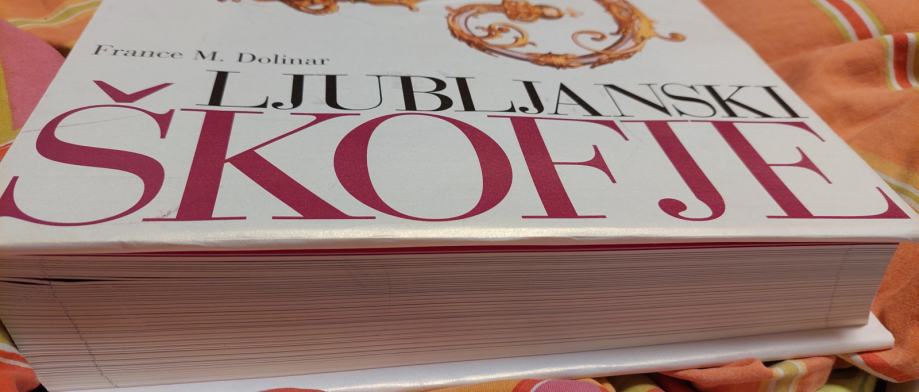 France M. Dolinar
LJUBLJANSKI
ŠKOFJE